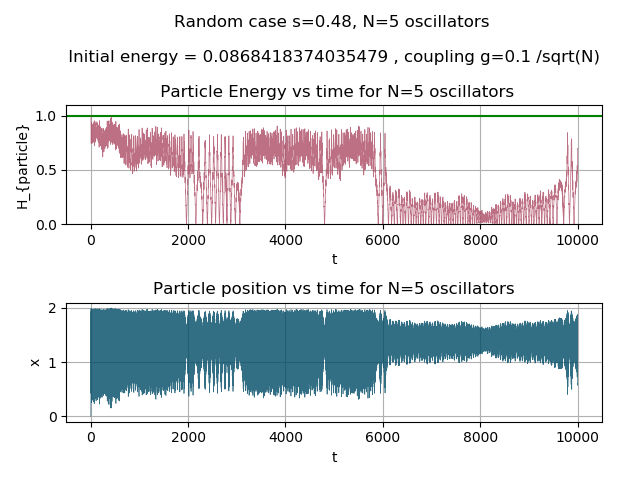 Random case s=0.48, N=5 oscillators
Initial energy = 0.0868418374035479 , coupling g=0.1 /sqrt(N)
Particle Energy vs time for N=5 oscillators
H_{particle}
1.0
0.5
0.0
0 2000 4000 6000 8000 10000
t
Particle position vs time for N=5 oscillators
x
2
1
0
0 2000 4000 6000 8000 10000
t